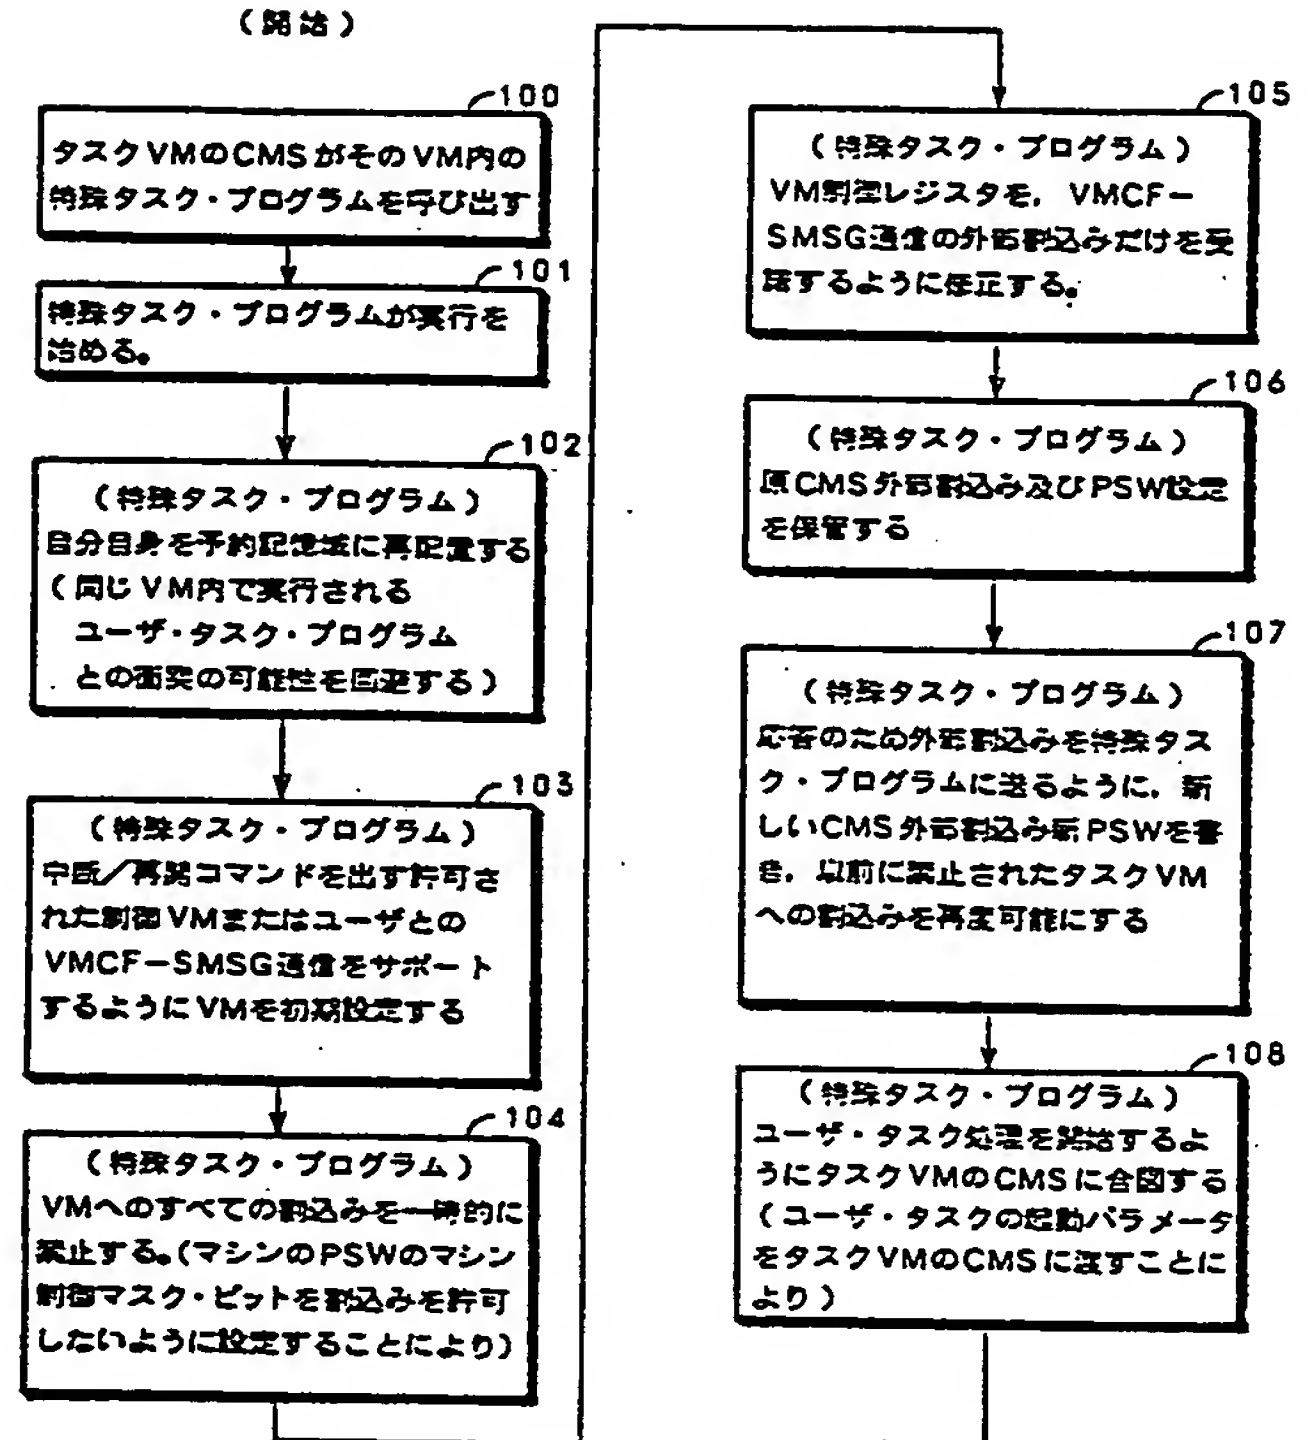 (開始)
100
タスクVMのCMSがそのVM内の
特殊タスク・プログラムを呼び出す
101
特殊タスク・プログラムが実行を
始める。
102
(特殊タスク・プログラム)
自分自身を予約記憶域に再配置する
(同じVM内で実行される
ユーザ・タスク・プログラム
との衝突の可能性を回避する)
103
(特殊タスク・プログラム)
中断/再開コマンドを出す許可さ
れた制御VMまたはユーザとの
VMCF-SMSG通信をサポート
するようにVMを初期設定する
104
(特殊タスク・プログラム)
VMへのすべての割込みを一時的に
禁止する。(マシンのPSWのマシン
制御マスク・ビットを割込みを許可
しないように設定することにより)
105
(特殊タスク・プログラム)
VM制御レジスタを,VMCF-
SMSG通信の外部割込みだけを受
諾するように修正する。
106
(特殊タスク・プログラム)
原CMS外部割込み及びPSW設定
を保管する
107
(特殊タスク・プログラム)
応答のため外部割込みを特殊タス
ク・プログラムに送るように,新
しいCMS外部割込み新PSWを書
き,以前に禁止されたタスクVM
への割込みを再度可能にする
108
(特殊タスク・プログラム)
ユーザ・タスク処理を開始するよ
うにタスクVMのCMSに合図する
(ユーザ・タスクの起動パラメータ
をタスクVMのCMSに渡すことに
より)